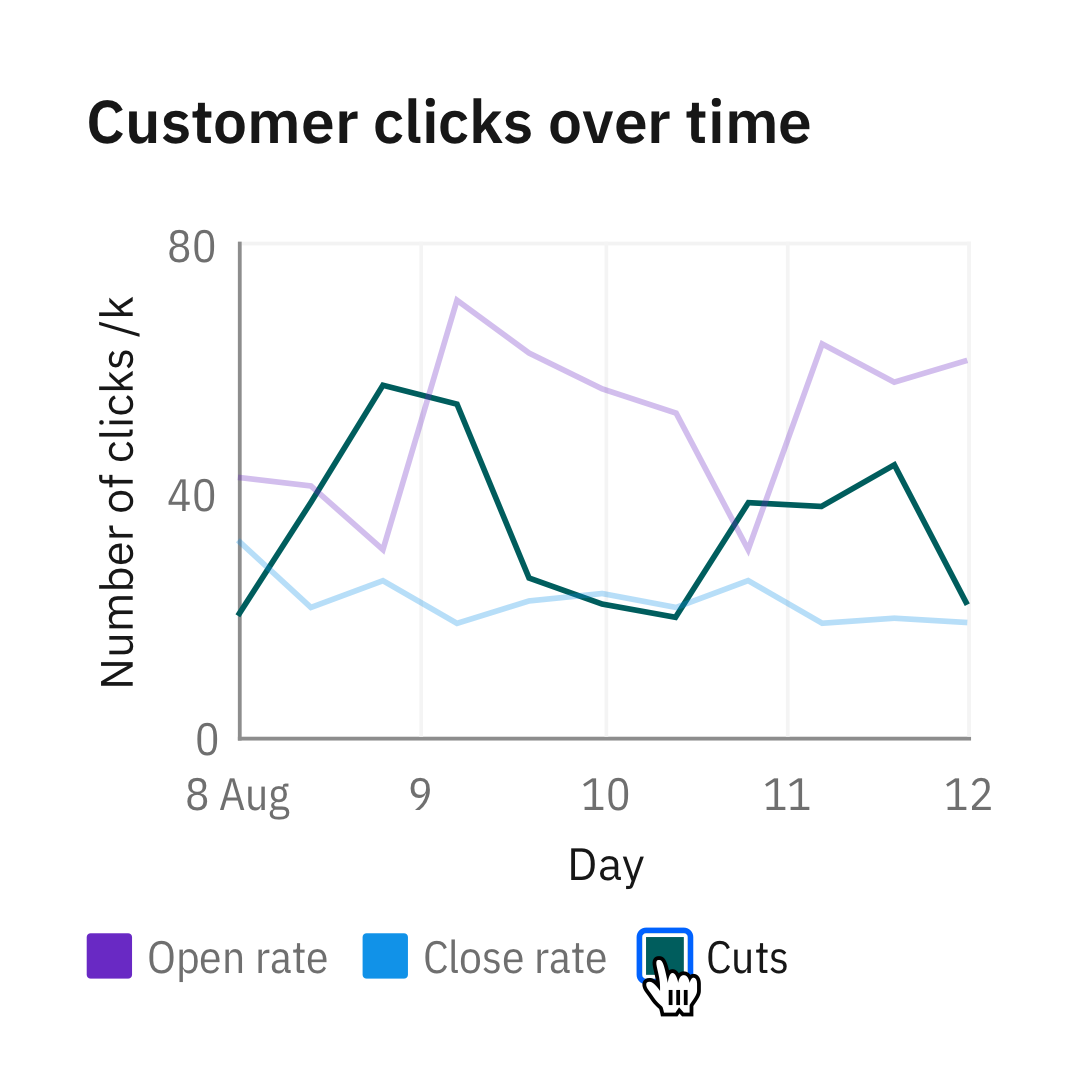 Customer clicks over time
80
40
0
Number of clicks /k
8 Aug 9 10 11 12
Day
Open rate Close rate Cuts